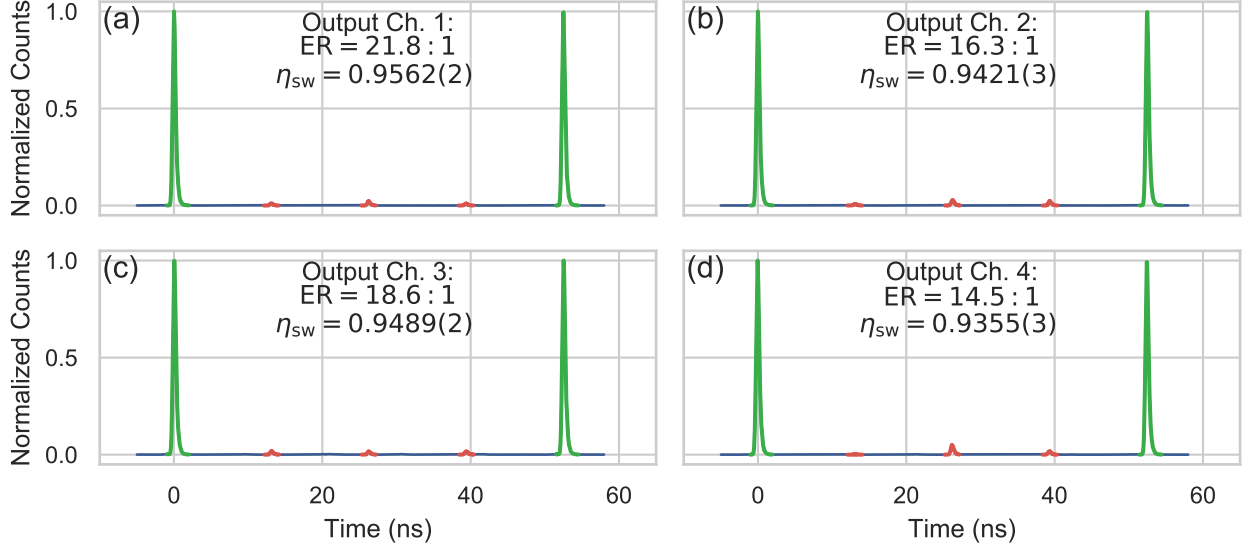 (a)
Output Ch. 1:
ER = 21.8 : 1
η_sw = 0.9562(2)
(b)
Output Ch. 2:
ER = 16.3 : 1
η_sw = 0.9421(3)
Normalized Counts
1.0
0.5
0.0
(c)
Output Ch. 3:
ER = 18.6 : 1
η_sw = 0.9489(2)
(d)
Output Ch. 4:
ER = 14.5 : 1
η_sw = 0.9355(3)
Normalized Counts
1.0
0.5
0.0
0 20 40 60
0 20 40 60
Time (ns)
Time (ns)